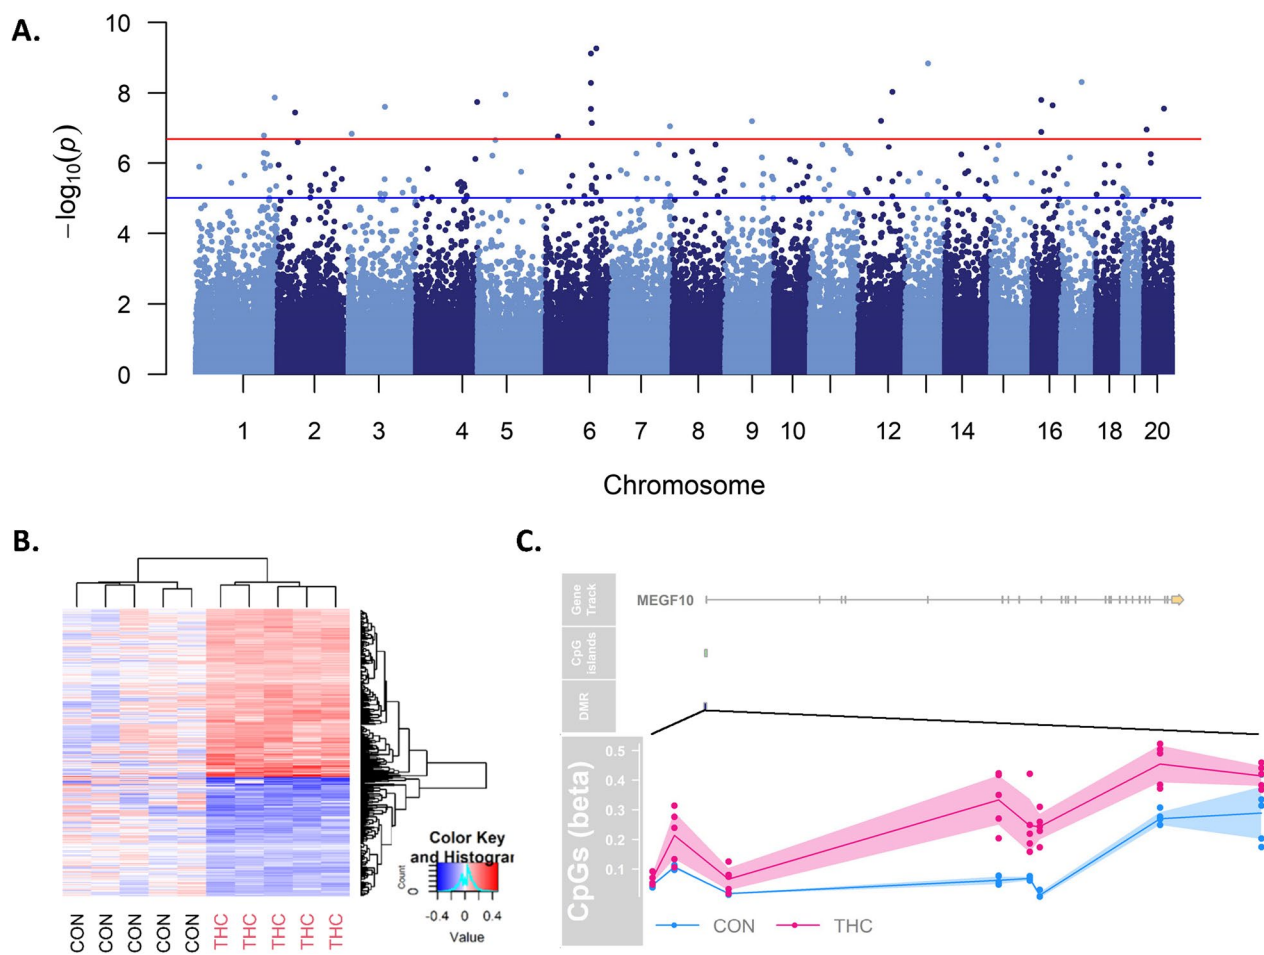 A.
10
8
6
4
2
0
−log10(p)
1 2 3 4 5 6 7 8 9 10 12 14 16 18 20
Chromosome
B.
Color Key
and Histogran
Count
0
-0.4 0 0.4
Value
CON CON CON CON CON THC THC THC THC THC
C.
Gene
Track
MEGF10
CpG
islands
DMR
CpGs (beta)
0.5
0.4
0.3
0.2
0.1
CON THC